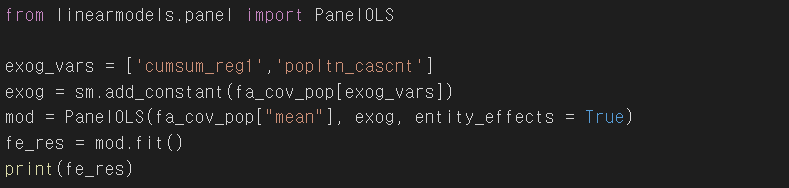 from linearmodels.panel import PanelOLS
exog_vars = ['cumsum_reg1','popltn_cascnt']
exog = sm.add_constant(fa_cov_pop[exog_vars])
mod = PanelOLS(fa_cov_pop["mean"], exog, entity_effects = True)
fe_res = mod.fit()
print(fe_res)